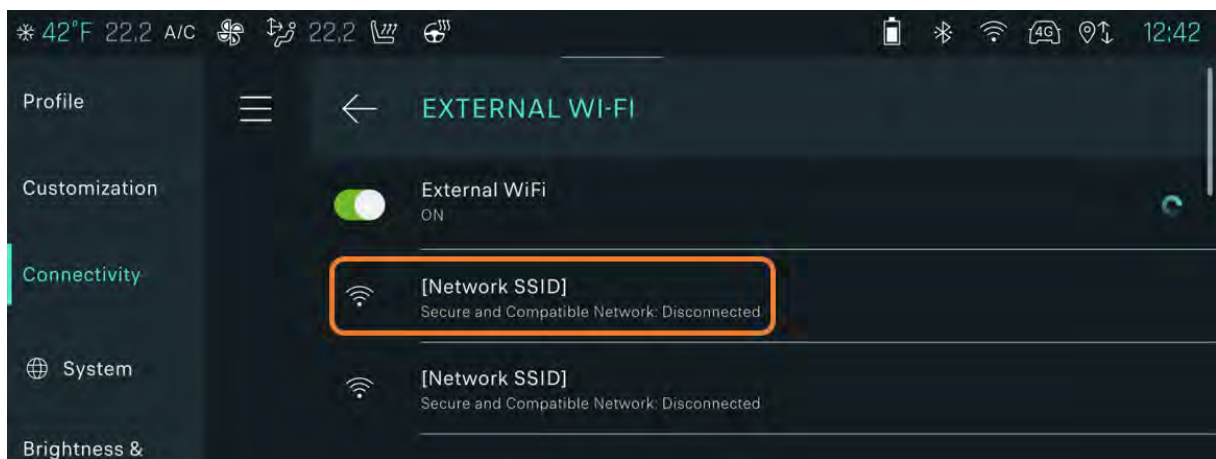 42°F 22.2 A/C 22.2 4G 12:42
Profile
Customization
Connectivity
System
Brightness &
EXTERNAL WI-FI
External WiFi
ON
[Network SSID]
Secure and Compatible Network: Disconnected
[Network SSID]
Secure and Compatible Network: Disconnected